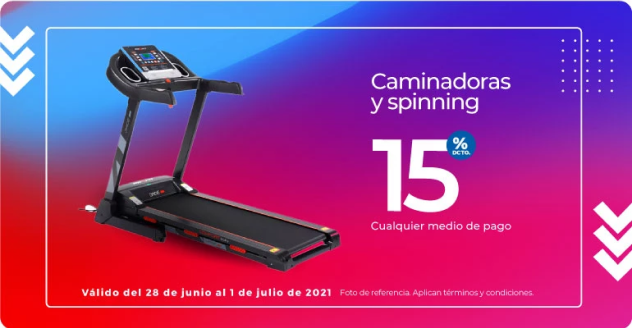 Caminadoras
y spinning
15 % DCTO.
Cualquier medio de pago
Válido del 28 de junio al 1 de julio de 2021 Foto de referencia. Aplican términos y condiciones.